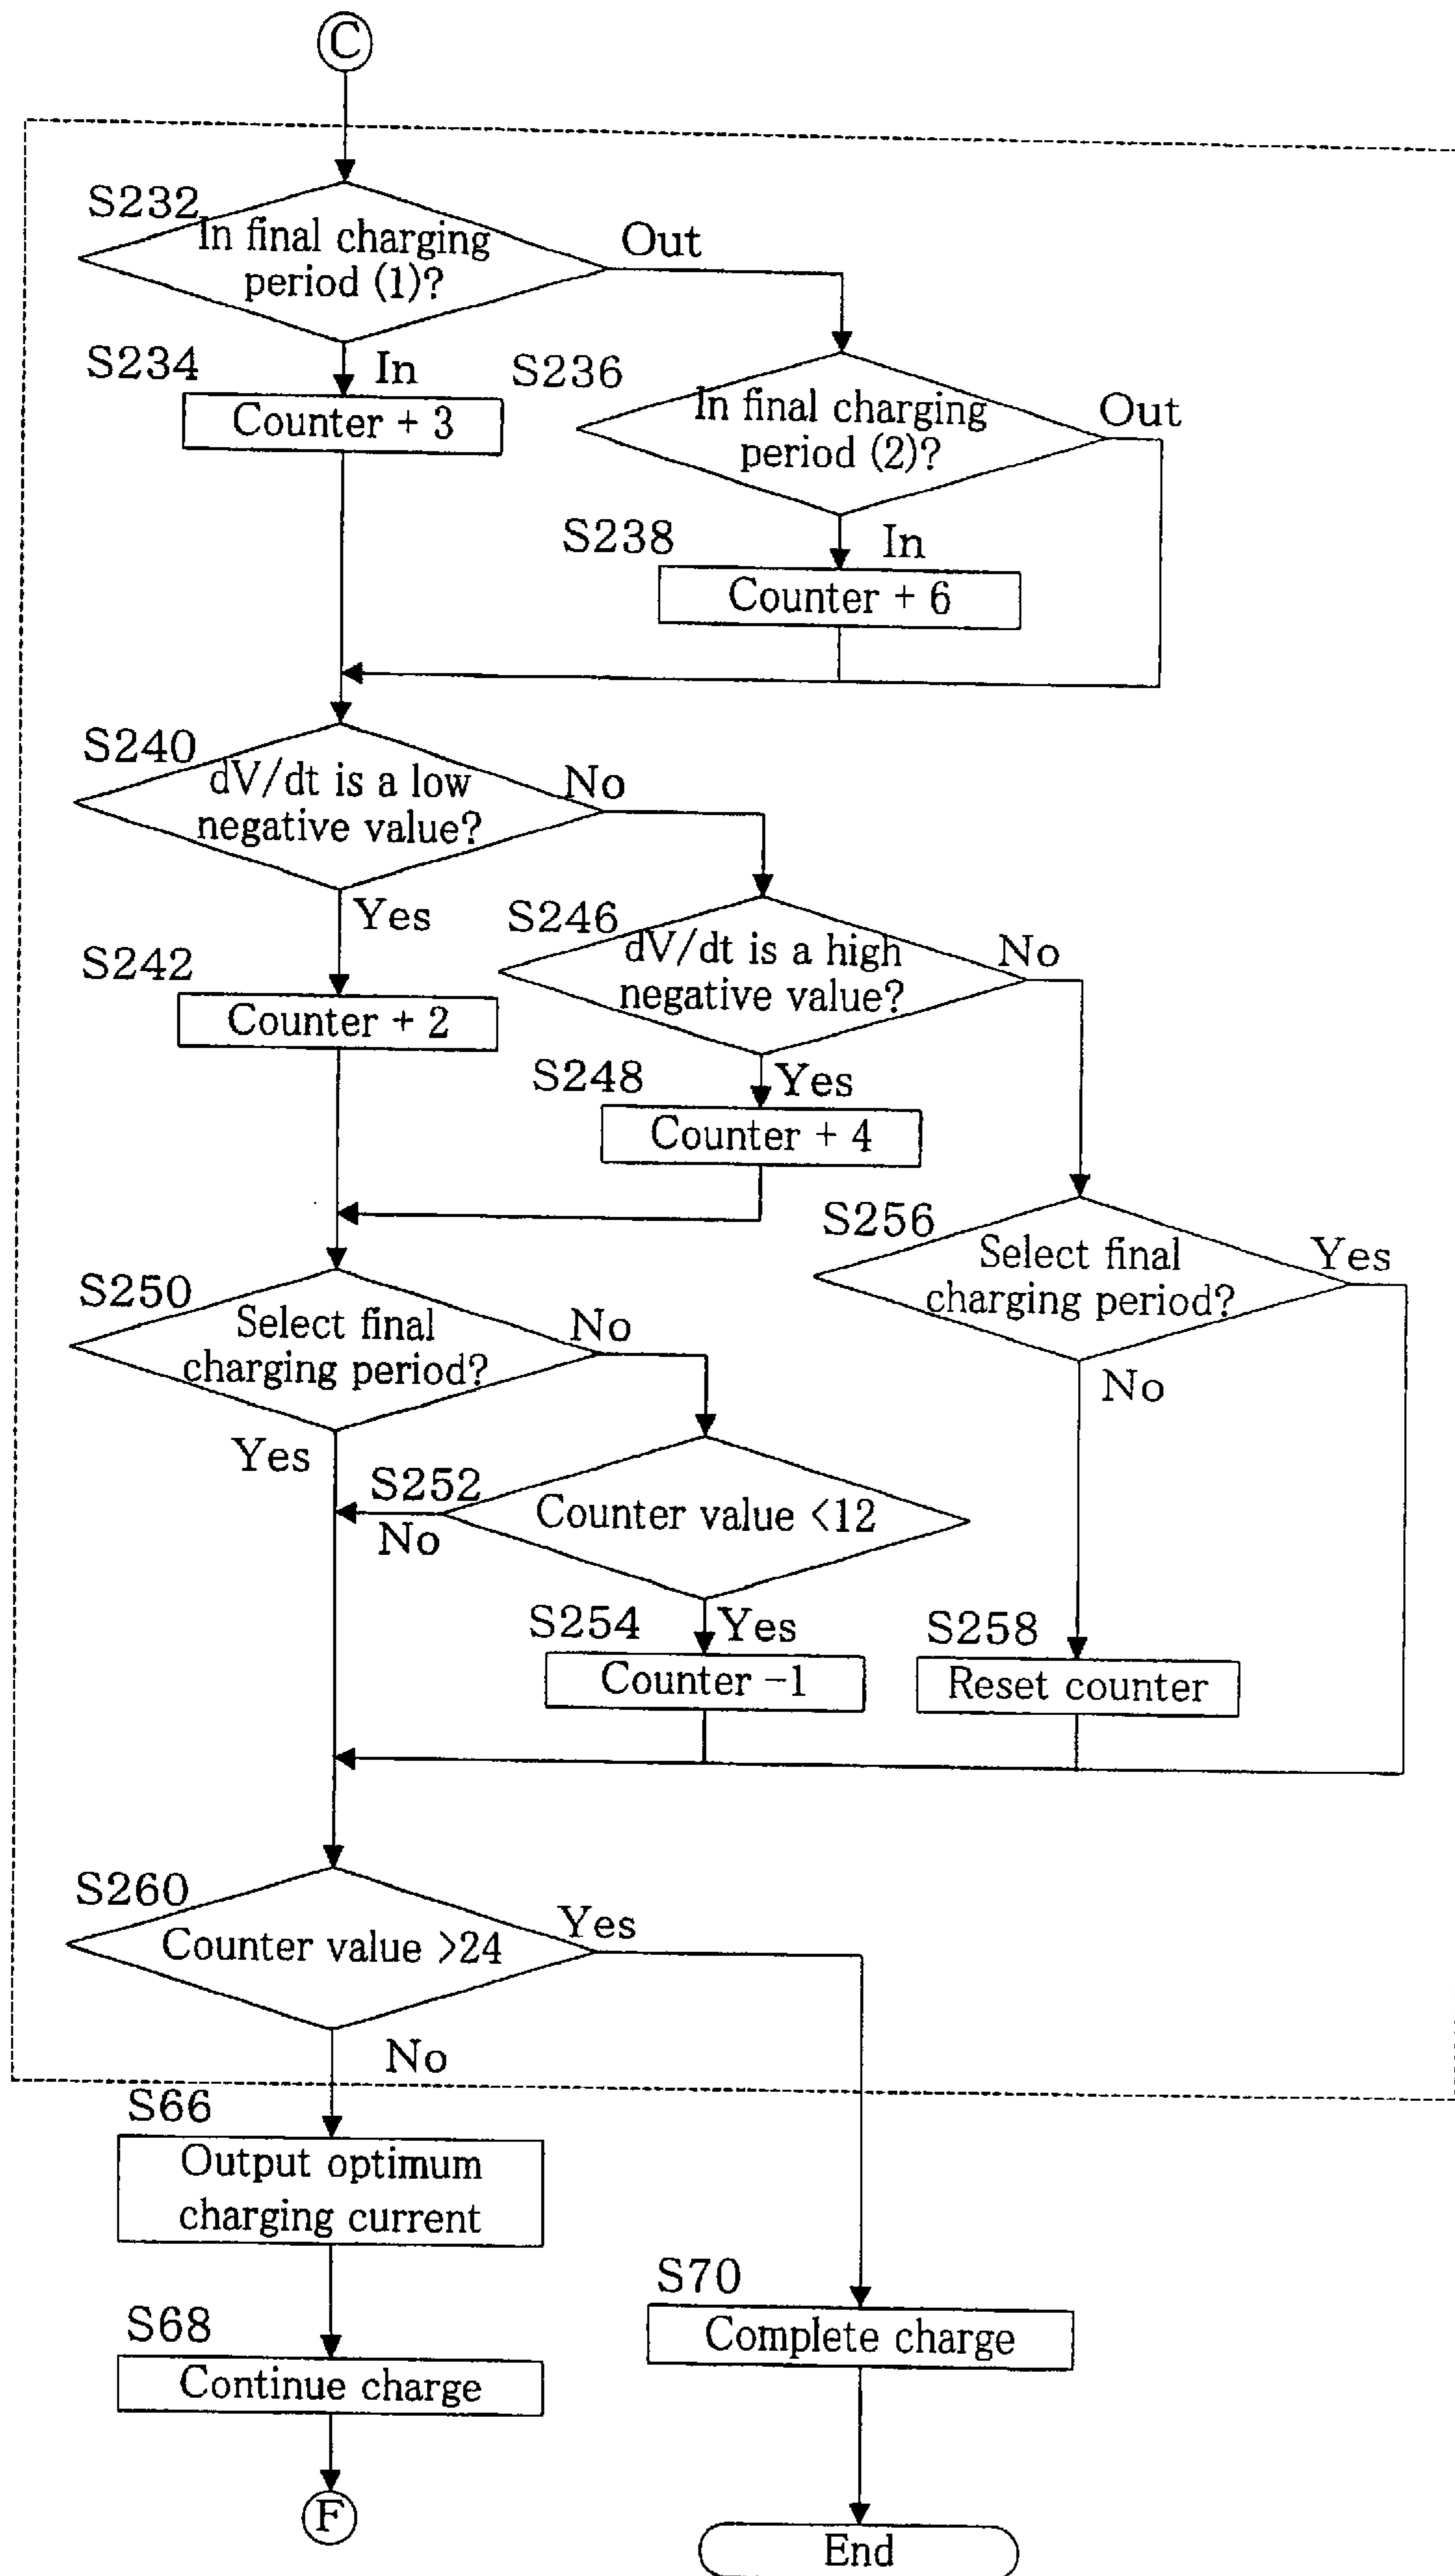 C
S232
In final charging
period (1)?
Out
S234
In
Counter + 3
S236
In final charging
period (2)?
Out
S238
In
Counter + 6
S240
dV/dt is a low
negative value?
No
Yes
S242
Counter + 2
S246
dV/dt is a high
negative value?
No
S248
Yes
Counter + 4
S256
Select final
charging period?
Yes
No
S250
Select final
charging period?
No
Yes
S252
Counter value <12
No
S254
Yes
Counter −1
S258
Reset counter
S260
Counter value >24
Yes
No
S66
Output optimum
charging current
S68
Continue charge
F
S70
Complete charge
End